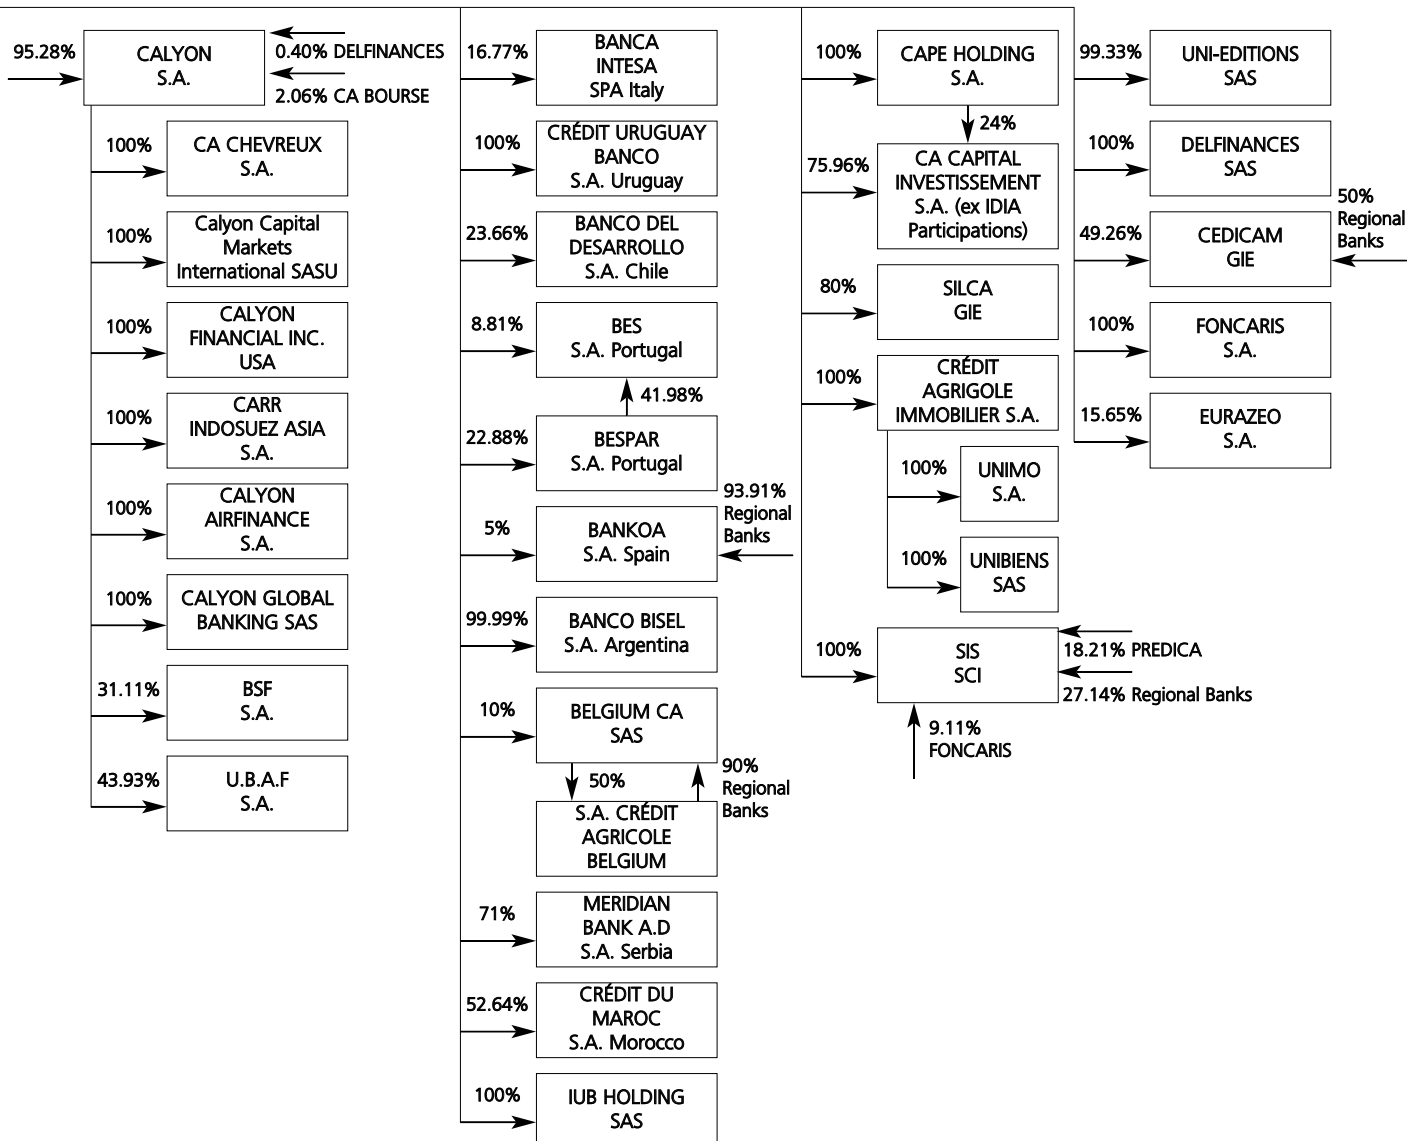 95.28%
CALYON
S.A.
0.40% DELFINANCES
2.06% CA BOURSE
100%
CA CHEVREUX
S.A.
100%
Calyon Capital
Markets
International SASU
100%
CALYON
FINANCIAL INC.
USA
100%
CARR
INDOSUEZ ASIA
S.A.
100%
CALYON
AIRFINANCE
S.A.
100%
CALYON GLOBAL
BANKING SAS
31.11%
BSF
S.A.
43.93%
U.B.A.F
S.A.
16.77%
BANCA
INTESA
SPA Italy
100%
CRÉDIT URUGUAY
BANCO
S.A. Uruguay
23.66%
BANCO DEL
DESARROLLO
S.A. Chile
8.81%
BES
S.A. Portugal
41.98%
22.88%
BESPAR
S.A. Portugal
5%
BANKOA
S.A. Spain
93.91%
Regional
Banks
99.99%
BANCO BISEL
S.A. Argentina
10%
BELGIUM CA
SAS
50%
90%
Regional
Banks
S.A. CRÉDIT
AGRICOLE
BELGIUM
71%
MERIDIAN
BANK A.D
S.A. Serbia
52.64%
CRÉDIT DU
MAROC
S.A. Morocco
100%
IUB HOLDING
SAS
100%
CAPE HOLDING
S.A.
24%
75.96%
CA CAPITAL
INVESTISSEMENT
S.A. (ex IDIA
Participations)
80%
SILCA
GIE
100%
CRÉDIT
AGRIGOLE
IMMOBILIER S.A.
100%
UNIMO
S.A.
100%
UNIBIENS
SAS
100%
SIS
SCI
18.21% PREDICA
27.14% Regional Banks
9.11%
FONCARIS
99.33%
UNI-EDITIONS
SAS
100%
DELFINANCES
SAS
49.26%
CEDICAM
GIE
50%
Regional
Banks
100%
FONCARIS
S.A.
15.65%
EURAZEO
S.A.